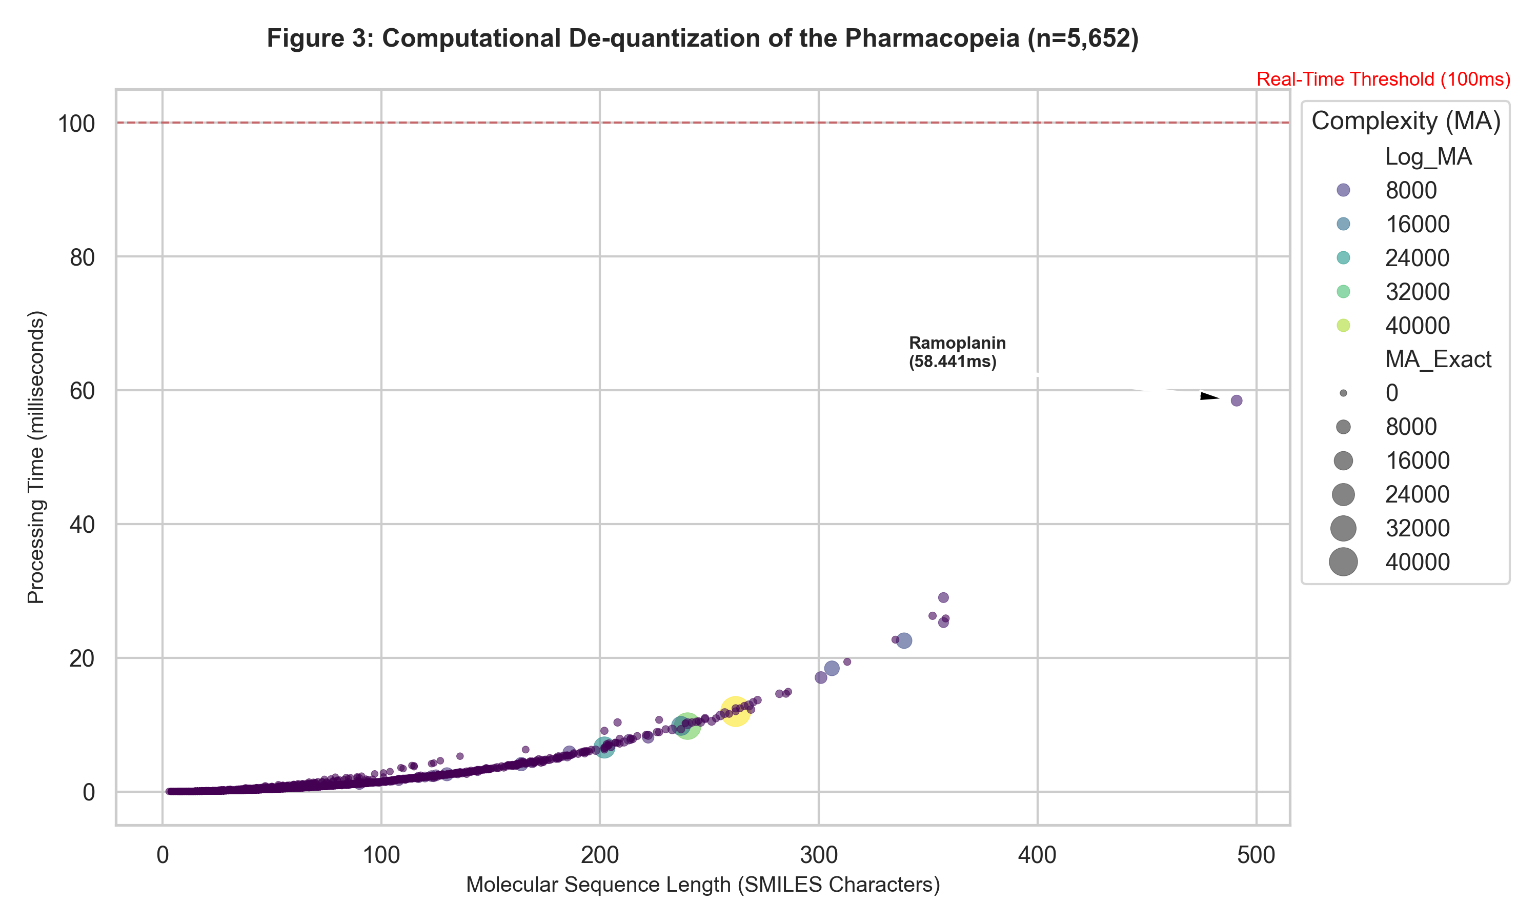 Figure 3: Computational De-quantization of the Pharmacopeia (n=5,652)
Real-Time Threshold (100ms)
Complexity (MA)
Log_MA
8000
16000
24000
32000
40000
MA_Exact
0
8000
16000
24000
32000
40000
Processing Time (milliseconds)
100
80
60
40
20
0
Ramoplanin
(58.441ms)
0
100
200
300
400
500
Molecular Sequence Length (SMILES Characters)